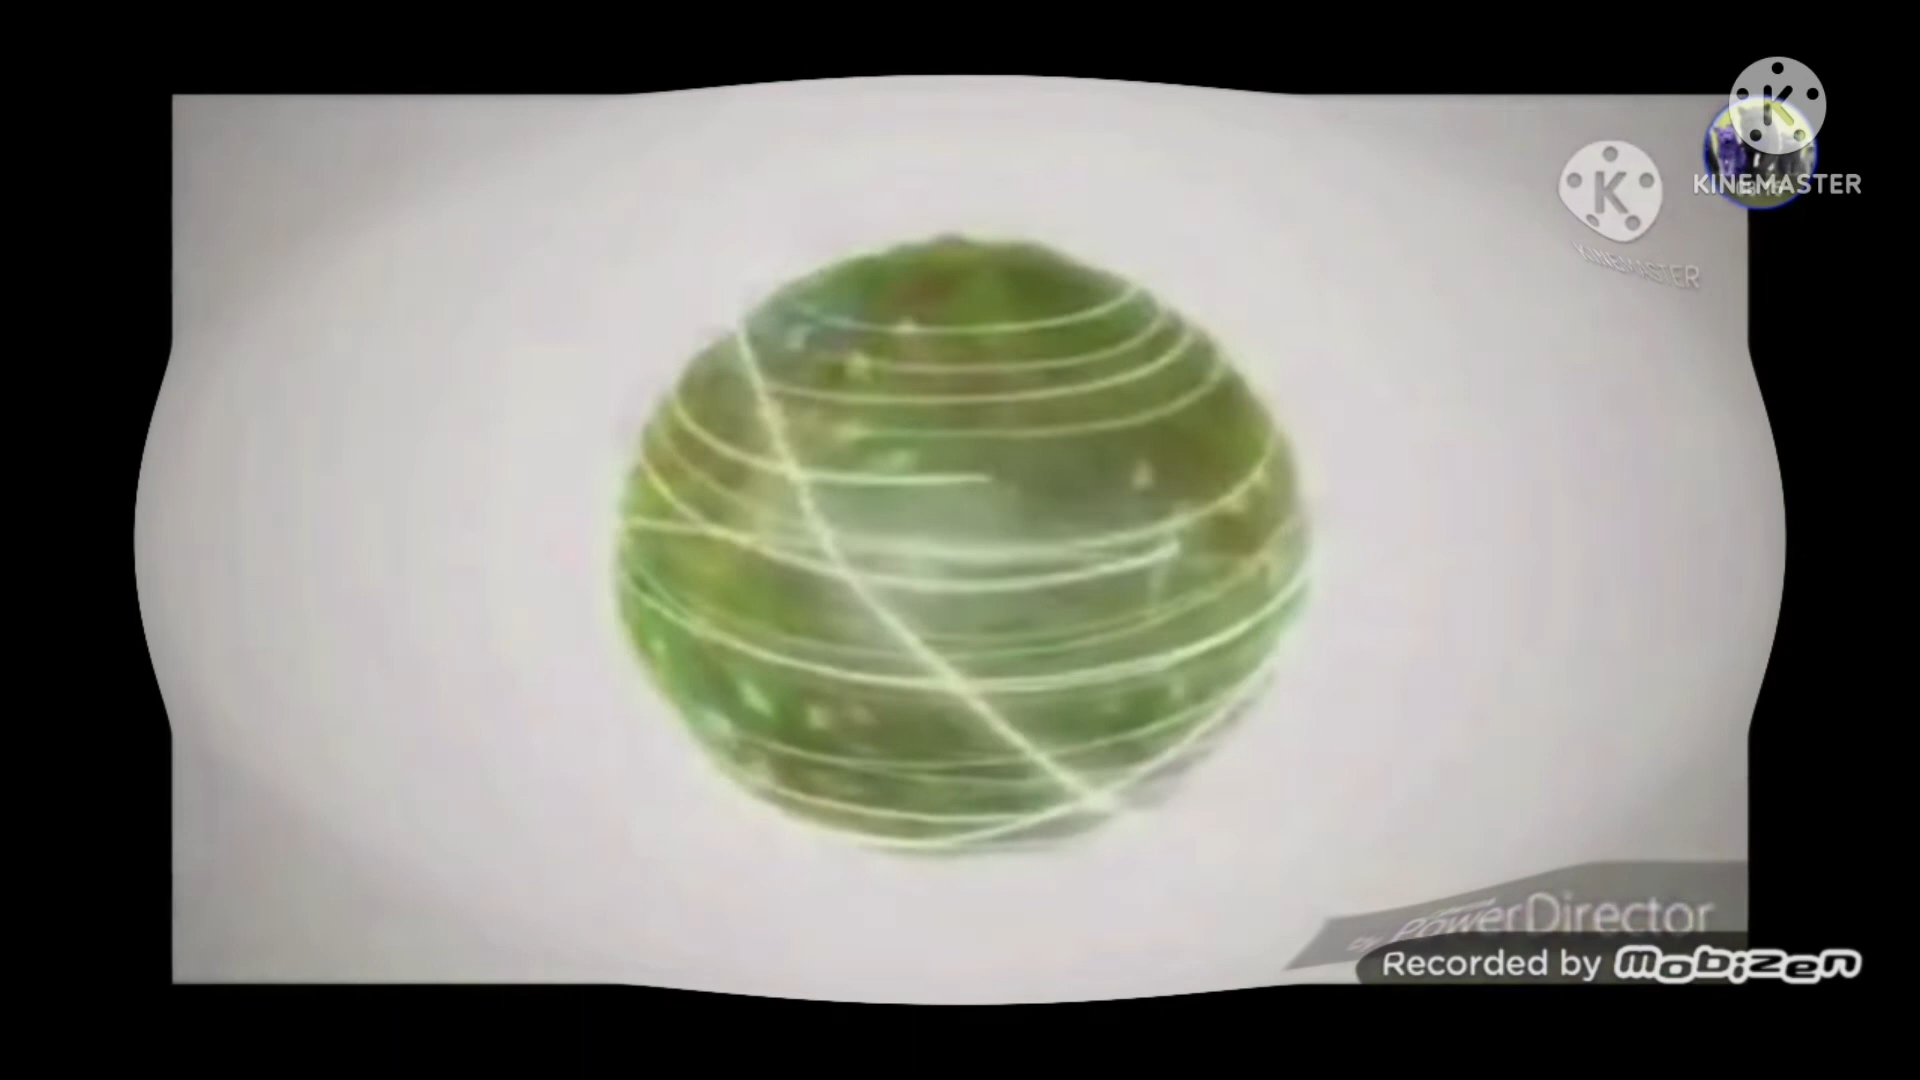 K
KINEMASTER
K
KINEMASTER
PowerDirector
Recorded by mobizen